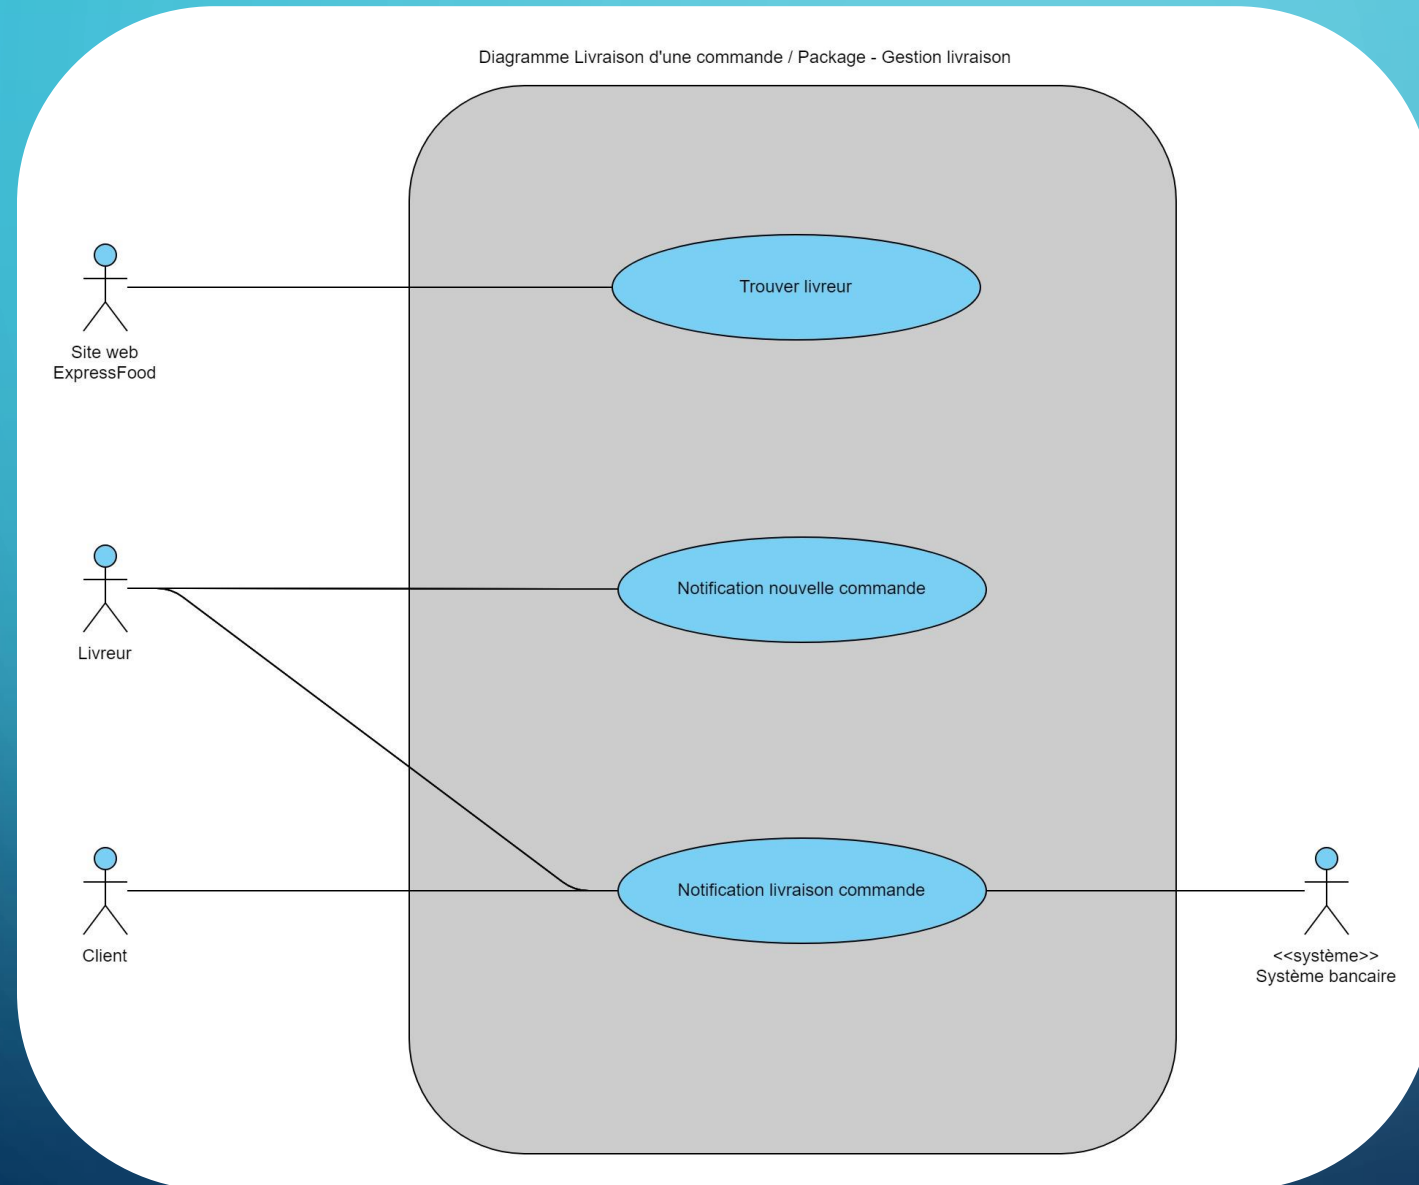 Diagramme Livraison d'une commande / Package - Gestion livraison
Trouver livreur
Site web
ExpressFood
Notification nouvelle commande
Livreur
Notification livraison commande
Client
<<système>>
Système bancaire